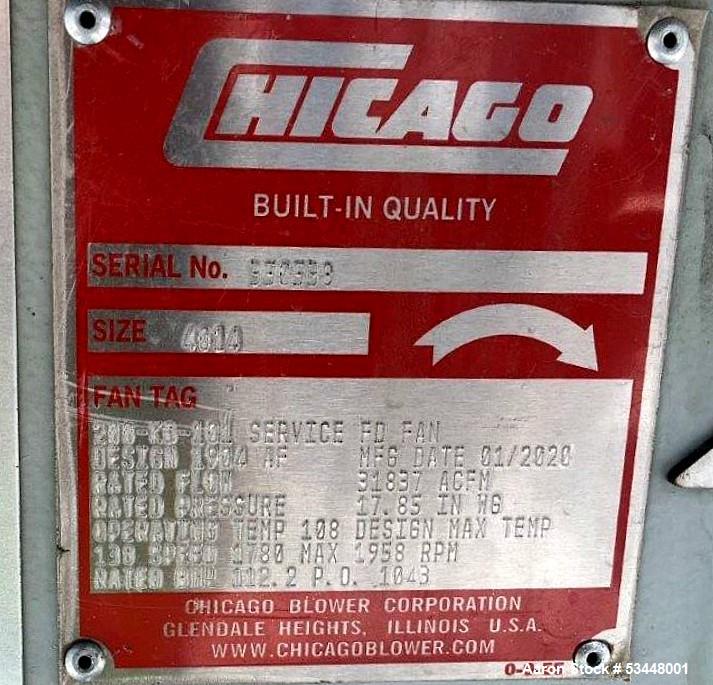 CHICAGO
BUILT-IN QUALITY
SERIAL No.
SIZE
FAN TAG
SERVICE FD FAN
DESIGN 1904 AF MFG DATE 01/2020
RATED FLOW 31837 ACFM
RATED PRESSURE 17.85 IN WG
OPERATING TEMP 108 DESIGN MAX TEMP
130 SPEED 1780 MAX 1958 RPM
RATED BHP 112.2 P.O. 1043
CHICAGO BLOWER CORPORATION
GLENDALE HEIGHTS, ILLINOIS U.S.A.
WWW.CHICAGOBLOWER.COM
Aaron Stock # 53448001